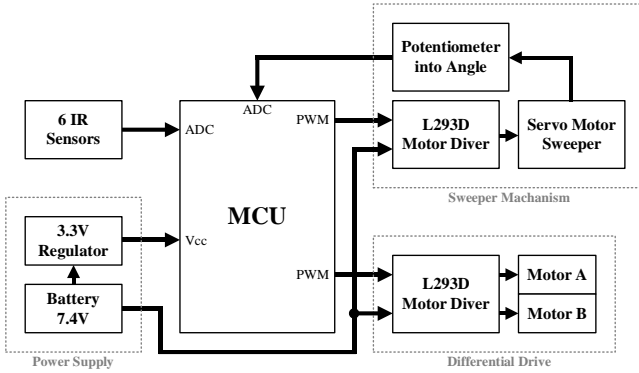 Potentiometer
into Angle
6 IR
Sensors
ADC
ADC
PWM
L293D
Motor Diver
Servo Motor
Sweeper
Sweeper Machanism
MCU
3.3V
Regulator
Vcc
Battery
7.4V
Power Supply
PWM
L293D
Motor Diver
Motor A
Motor B
Differential Drive